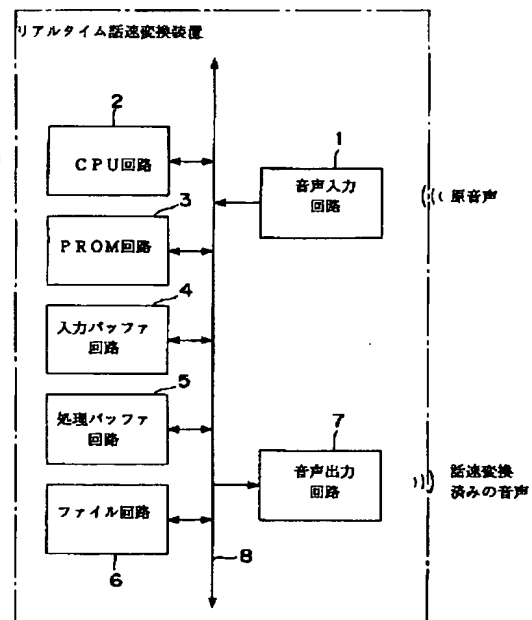 リアルタイム話速変換装置
2
CPU回路
1
音声入力
回路
原音声
3
PROM回路
4
入力バッファ
回路
5
処理バッファ
回路
7
音声出力
回路
話速変換
済みの音声
ファイル回路
6
8